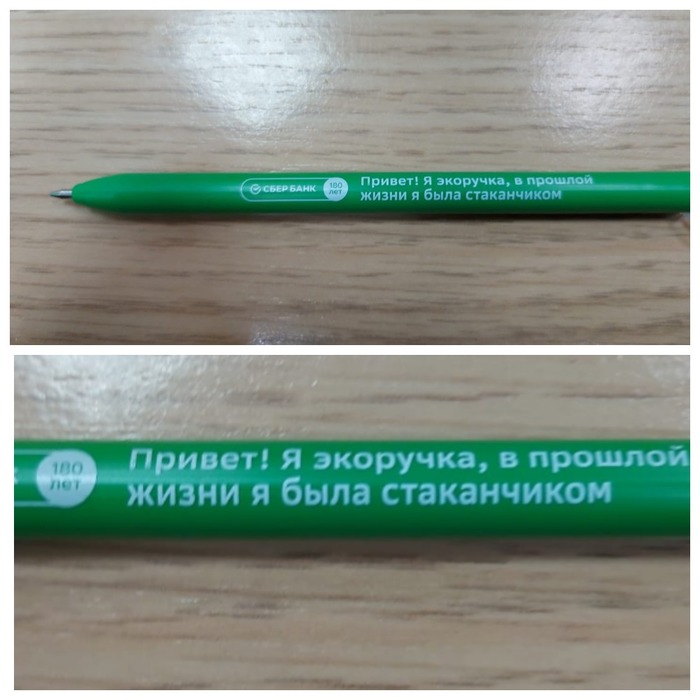 СБЕР БАНК
180
лет
Привет! Я экоручка, в прошлой
жизни я была стаканчиком
180
лет
Привет! Я экоручка, в прошлой
жизни я была стаканчиком